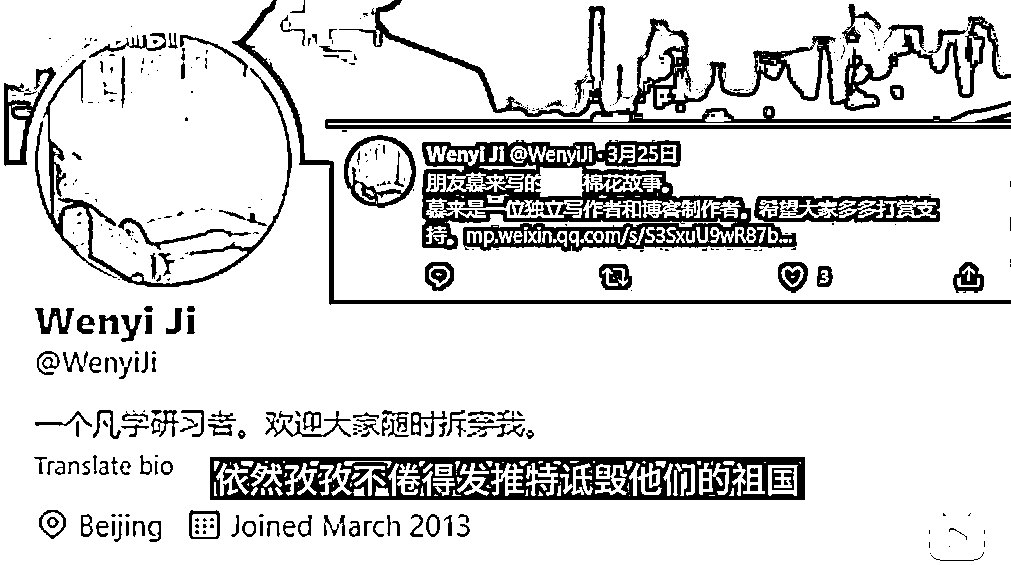 Wenyi Ji @WenyiJi · 3月25日
朋友慕来写的 棉花故事。
慕来是一位独立写作者和博客制作者。希望大家多多打赏支
持。mp.weixin.qq.com/s/S3SxuU9wR87b...
3
Wenyi Ji
@WenyiJi
一个凡学研习者。欢迎大家随时拆穿我。
Translate bio
依然孜孜不倦得发推特诋毁他们的祖国
Beijing Joined March 2013